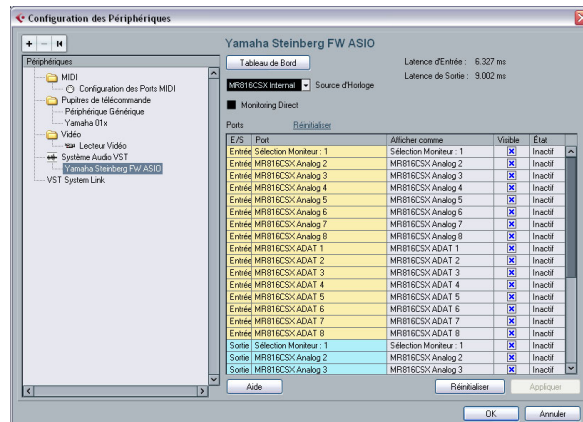 Configuration des Périphériques
Périphériques
MIDI
Configuration des Ports MIDI
Pupitres de télécommande
Périphérique Générique
Yamaha 01x
Vidéo
Lecteur Vidéo
Système Audio VST
Yamaha Steinberg FW ASIO
VST System Link
Yamaha Steinberg FW ASIO
Tableau de Bord
Latence d'Entrée : 6.327 ms
Latence de Sortie : 9.002 ms
MR816CSX Internal Source d'Horloge
Monitoring Direct
Ports Réinitialiser
E/S Port Afficher comme Visible État
Entrée Sélection Moniteur : 1 Sélection Moniteur : 1 Inactif
Entrée MR816CSX Analog 2 MR816CSX Analog 2 Inactif
Entrée MR816CSX Analog 3 MR816CSX Analog 3 Inactif
Entrée MR816CSX Analog 4 MR816CSX Analog 4 Inactif
Entrée MR816CSX Analog 5 MR816CSX Analog 5 Inactif
Entrée MR816CSX Analog 6 MR816CSX Analog 6 Inactif
Entrée MR816CSX Analog 7 MR816CSX Analog 7 Inactif
Entrée MR816CSX Analog 8 MR816CSX Analog 8 Inactif
Entrée MR816CSX ADAT 1 MR816CSX ADAT 1 Inactif
Entrée MR816CSX ADAT 2 MR816CSX ADAT 2 Inactif
Entrée MR816CSX ADAT 3 MR816CSX ADAT 3 Inactif
Entrée MR816CSX ADAT 4 MR816CSX ADAT 4 Inactif
Entrée MR816CSX ADAT 5 MR816CSX ADAT 5 Inactif
Entrée MR816CSX ADAT 6 MR816CSX ADAT 6 Inactif
Entrée MR816CSX ADAT 7 MR816CSX ADAT 7 Inactif
Entrée MR816CSX ADAT 8 MR816CSX ADAT 8 Inactif
Sortie Sélection Moniteur : 1 Sélection Moniteur : 1 Inactif
Sortie MR816CSX Analog 2 MR816CSX Analog 2 Inactif
Sortie MR816CSX Analog 3 MR816CSX Analog 3 Inactif
Aide Réinitialiser Appliquer
OK Annuler